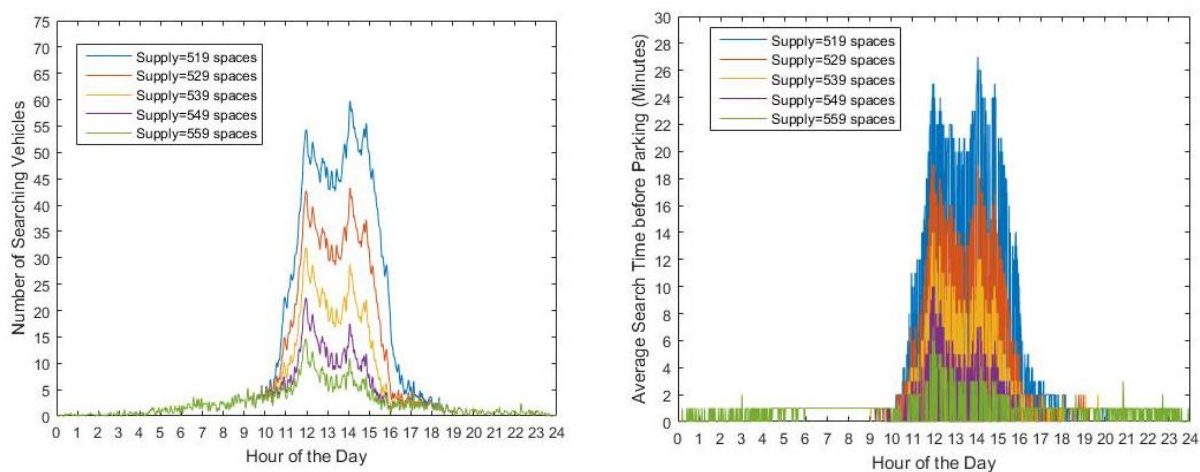 75
70
65
60
55
50
45
40
35
30
25
20
15
10
5
0
Number of Searching Vehicles
Supply=519 spaces
Supply=529 spaces
Supply=539 spaces
Supply=549 spaces
Supply=559 spaces
0 1 2 3 4 5 6 7 8 9 10 11 12 13 14 15 16 17 18 19 20 21 22 23 24
Hour of the Day
30
28
26
24
22
20
18
16
14
12
10
8
6
4
2
0
Average Search Time before Parking (Minutes)
Supply=519 spaces
Supply=529 spaces
Supply=539 spaces
Supply=549 spaces
Supply=559 spaces
0 1 2 3 4 5 6 7 8 9 10 11 12 13 14 15 16 17 18 19 20 21 22 23 24
Hour of the Day